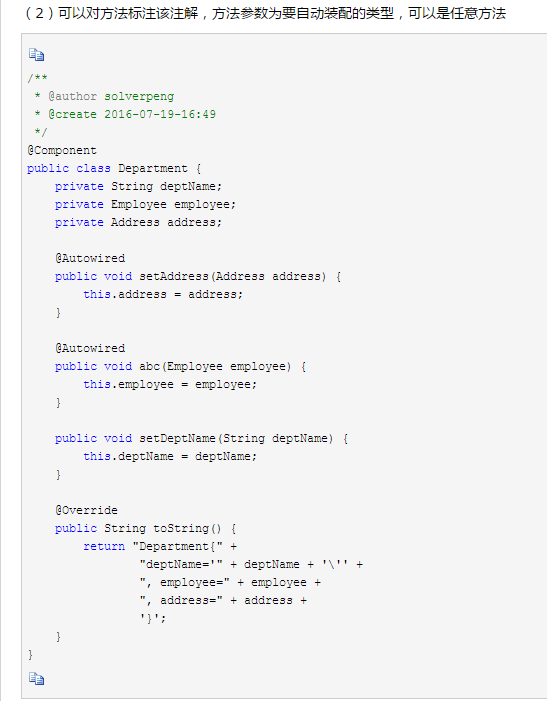 （2）可以对方法标注该注解，方法参数为要自动装配的类型，可以是任意方法
/**
 * @author solverpeng
 * @create 2016-07-19-16:49
 */
@Component
public class Department {
    private String deptName;
    private Employee employee;
    private Address address;

    @Autowired
    public void setAddress(Address address) {
        this.address = address;
    }

    @Autowired
    public void abc(Employee employee) {
        this.employee = employee;
    }

    public void setDeptName(String deptName) {
        this.deptName = deptName;
    }

    @Override
    public String toString() {
        return "Department{" +
                "deptName='" + deptName + '\'' +
                ", employee=" + employee +
                ", address=" + address +
                '}';
    }
}